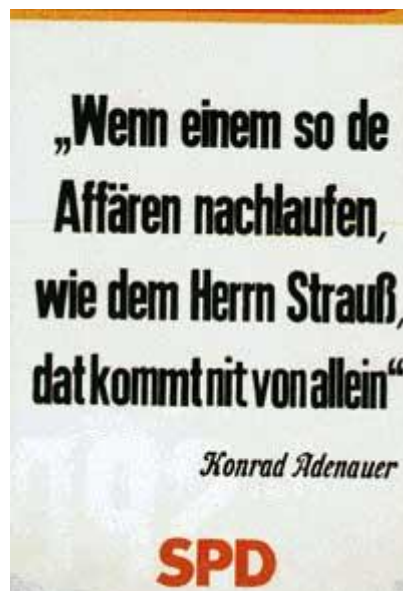 „Wenn einem so de
Affären nachlaufen,
wie dem Herrn Strauß,
dat kommt nit von allein“
Konrad Adenauer
SPD